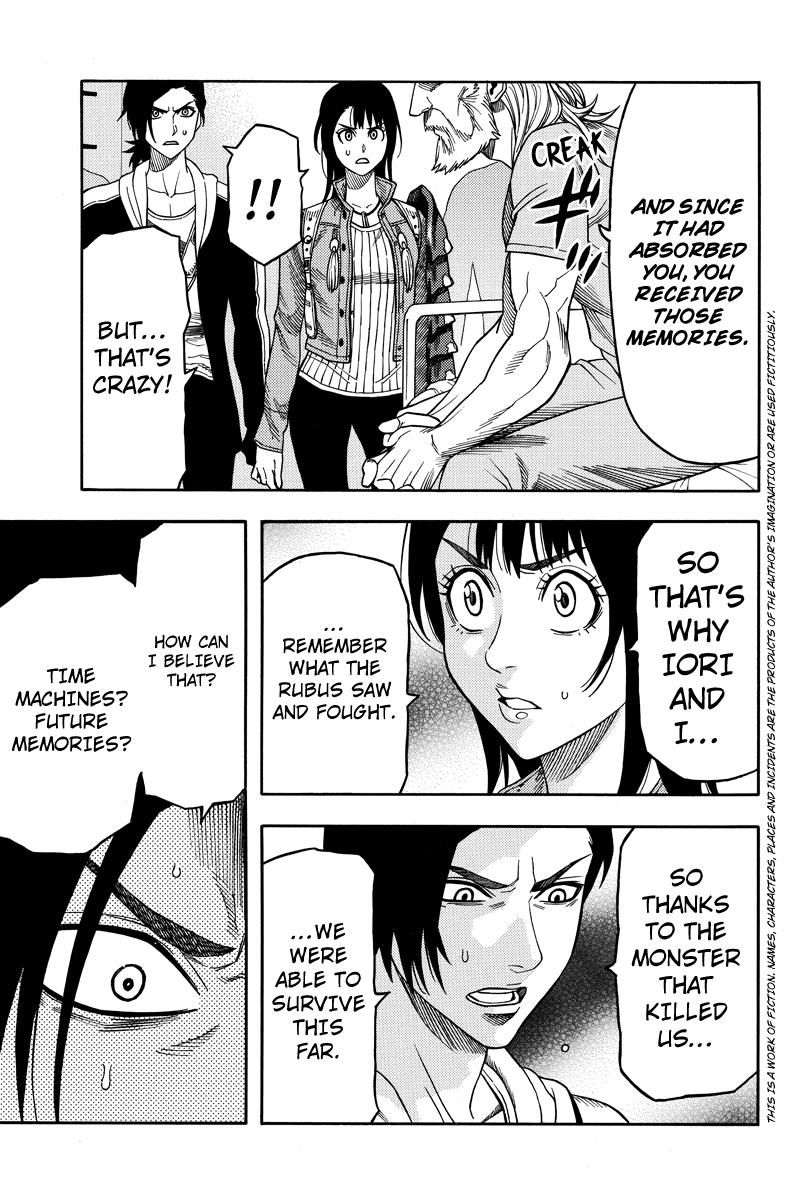 AND SINCE
IT HAD
ABSORBED
YOU, YOU
RECEIVED
THOSE
MEMORIES.
CREAK
!!
BUT...
THAT'S
CRAZY!
SO
THAT'S
WHY
IORI
AND
I...
...
REMEMBER
WHAT THE
RUBUS SAW
AND FOUGHT.
SO
THANKS
TO THE
MONSTER
THAT
KILLED
US...
...WE
WERE
ABLE TO
SURVIVE
THIS
FAR.
HOW CAN
I BELIEVE
THAT?
TIME
MACHINES?
FUTURE
MEMORIES?
THIS IS A WORK OF FICTION. NAMES, CHARACTERS, PLACES AND INCIDENTS ARE THE PRODUCTS OF THE AUTHOR'S IMAGINATION OR ARE USED FICTITIOUSLY.